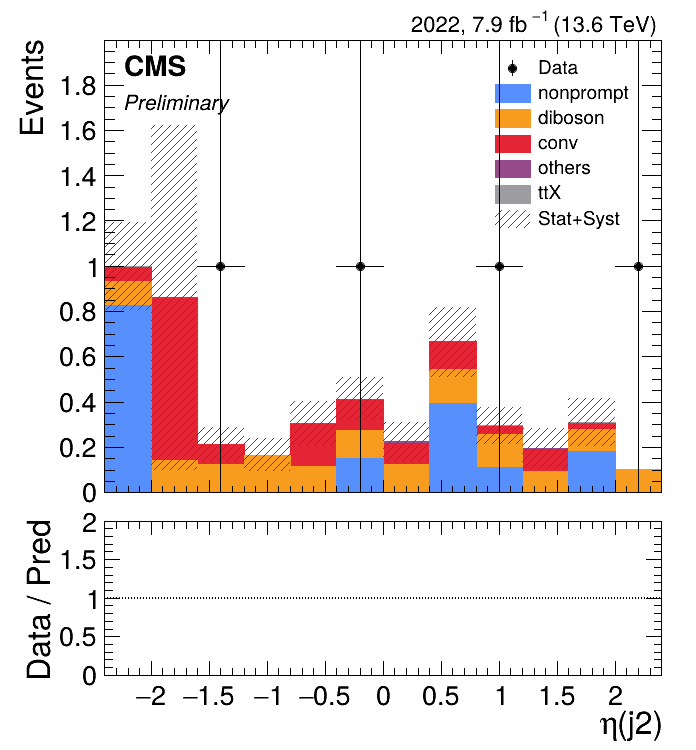 2022, 7.9 fb⁻¹ (13.6 TeV)
CMS
Preliminary
Data
nonprompt
diboson
conv
others
ttX
Stat+Syst
Events
1.8
1.6
1.4
1.2
1
0.8
0.6
0.4
0.2
0
Data / Pred
2
1.5
1
0.5
0
−2 −1.5 −1 −0.5 0 0.5 1 1.5 2
η(j2)